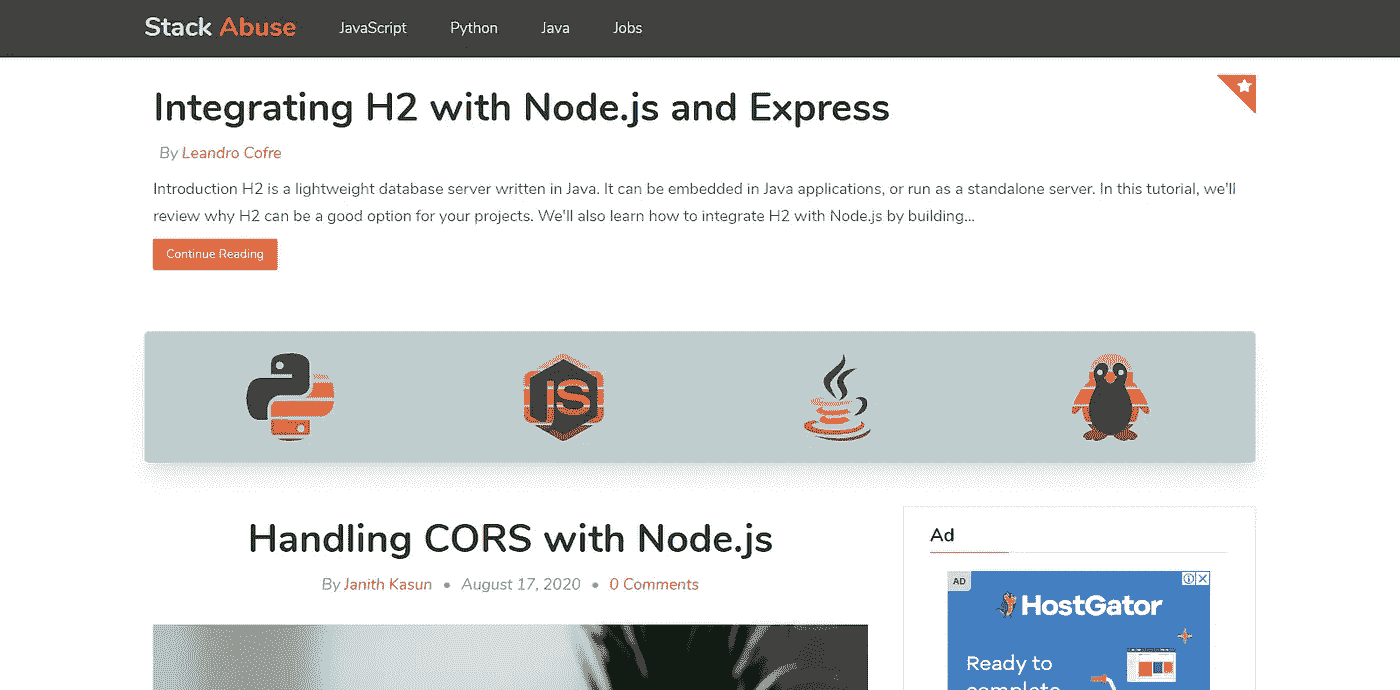 Stack Abuse JavaScript Python Java Jobs
Integrating H2 with Node.js and Express
By Leandro Cofre
Introduction H2 is a lightweight database server written in Java. It can be embedded in Java applications, or run as a standalone server. In this tutorial, we'll
review why H2 can be a good option for your projects. We'll also learn how to integrate H2 with Node.js by building...
Continue Reading
JS
Handling CORS with Node.js
By Janith Kasun • August 17, 2020 • 0 Comments
Ad
AD
HostGator
Ready to
complete